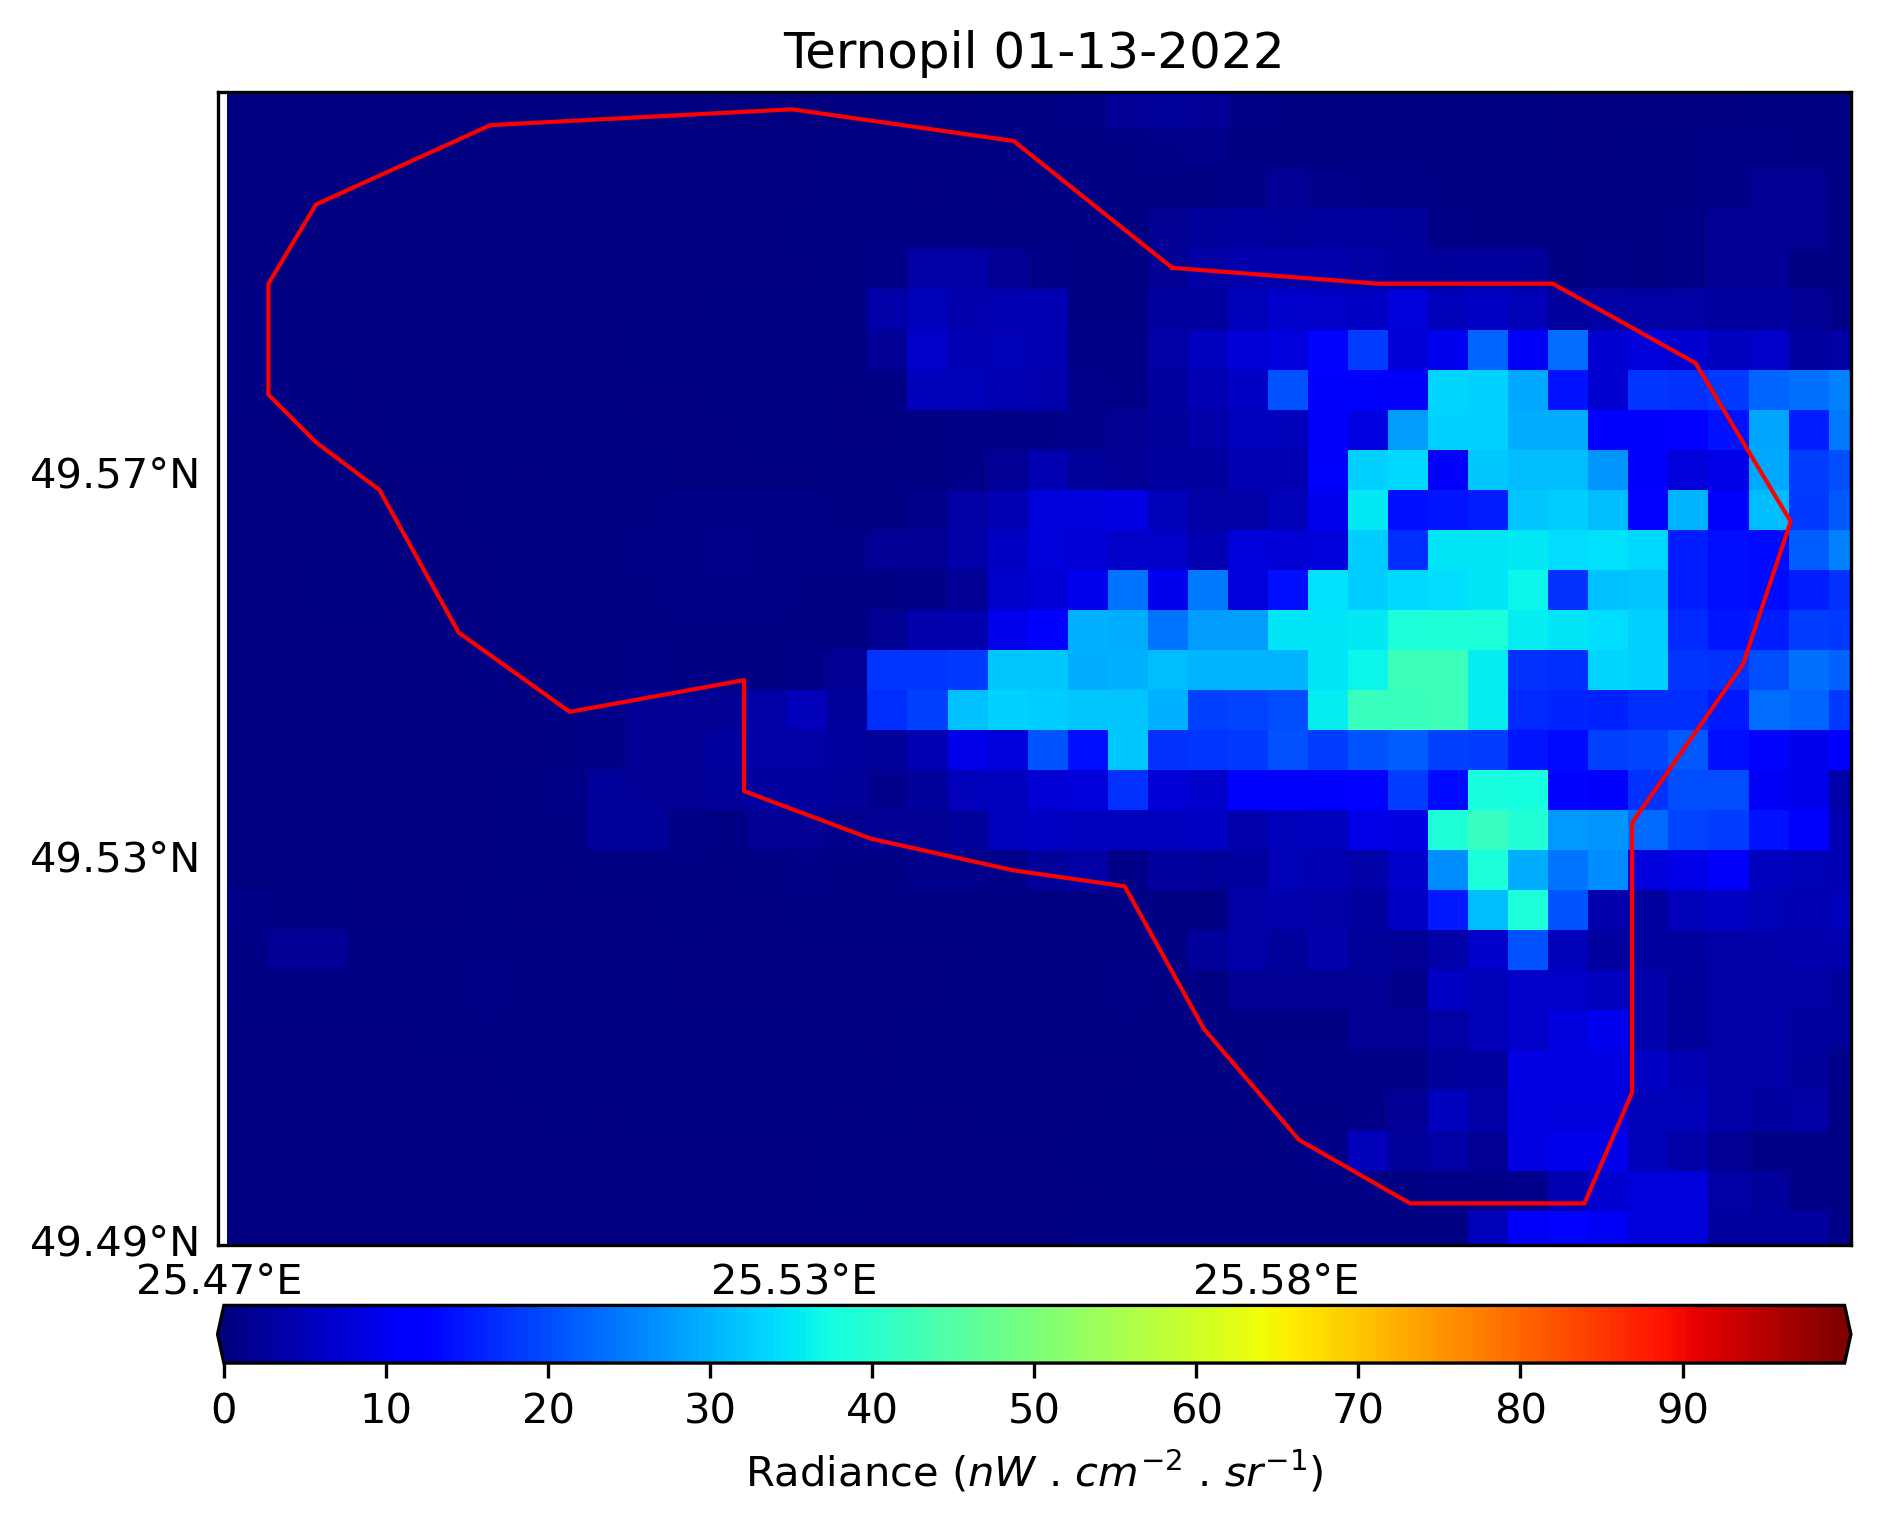 Ternopil 01-13-2022
49.57°N
49.53°N
49.49°N
25.47°E 25.53°E 25.58°E
0 10 20 30 40 50 60 70 80 90
Radiance (nW . cm⁻² . sr⁻¹)